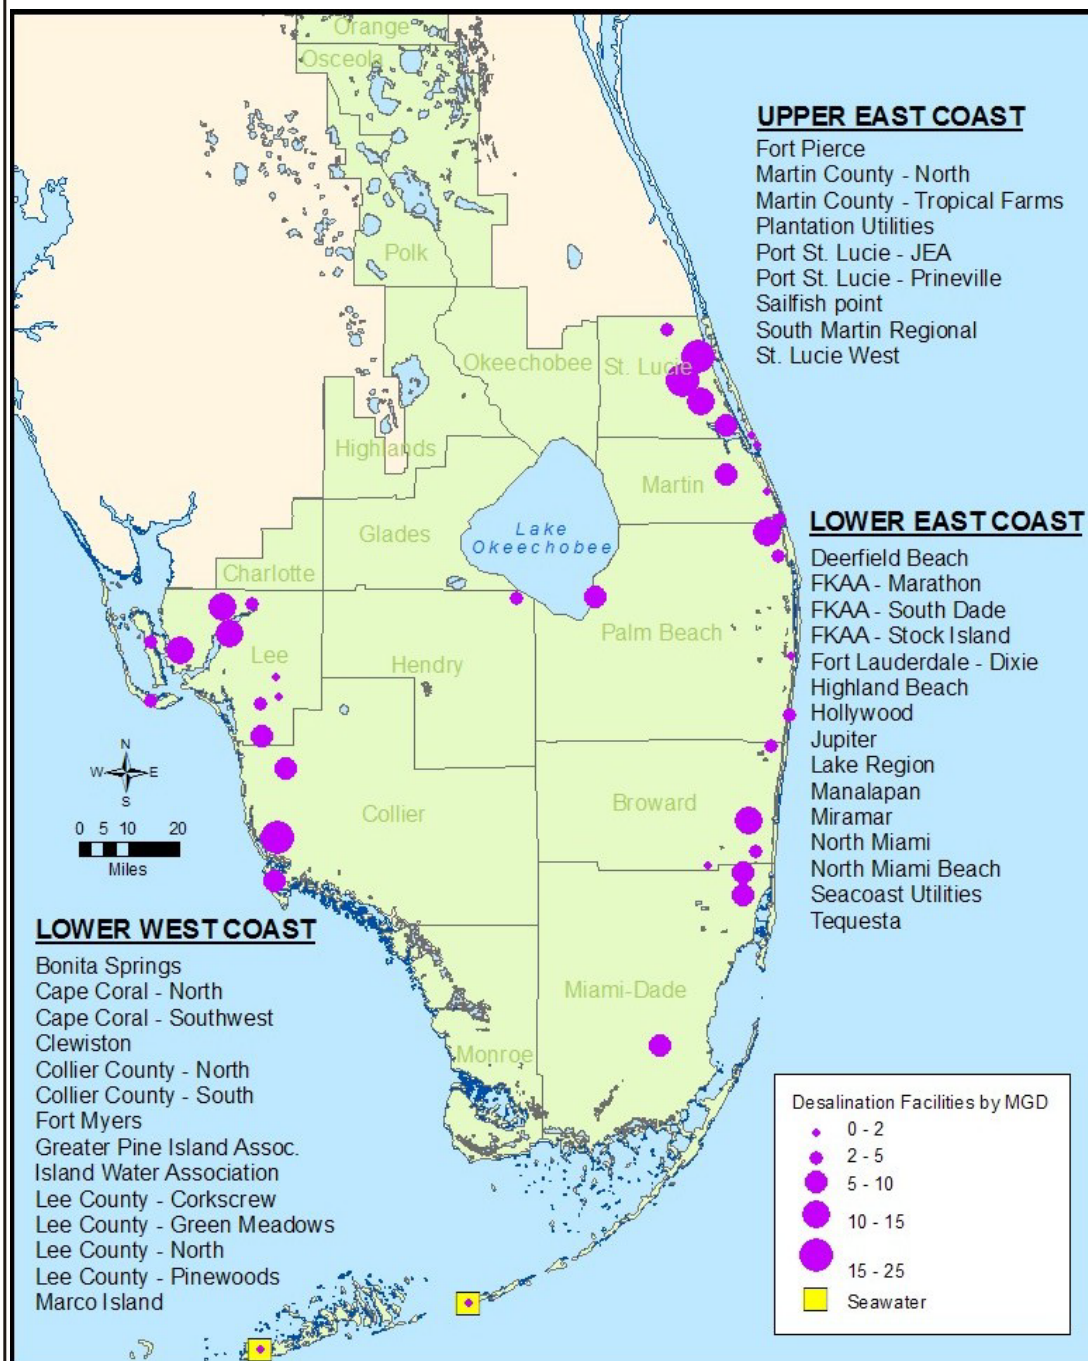 Orange
Osceola
Polk
Okeechobee
St. Lucie
Highlands
Martin
Glades
Lake
Okeechobee
Charlotte
Palm Beach
Lee
Hendry
Broward
Collier
Miami-Dade
Monroe
UPPER EAST COAST
Fort Pierce
Martin County - North
Martin County - Tropical Farms
Plantation Utilities
Port St. Lucie - JEA
Port St. Lucie - Prineville
Sailfish point
South Martin Regional
St. Lucie West
LOWER EAST COAST
Deerfield Beach
FKAA - Marathon
FKAA - South Dade
FKAA - Stock Island
Fort Lauderdale - Dixie
Highland Beach
Hollywood
Jupiter
Lake Region
Manalapan
Miramar
North Miami
North Miami Beach
Seacoast Utilities
Tequesta
N
W E
S
0 5 10 20
Miles
LOWER WEST COAST
Bonita Springs
Cape Coral - North
Cape Coral - Southwest
Clewiston
Collier County - North
Collier County - South
Fort Myers
Greater Pine Island Assoc.
Island Water Association
Lee County - Corkscrew
Lee County - Green Meadows
Lee County - North
Lee County - Pinewoods
Marco Island
Desalination Facilities by MGD
0 - 2
2 - 5
5 - 10
10 - 15
15 - 25
Seawater